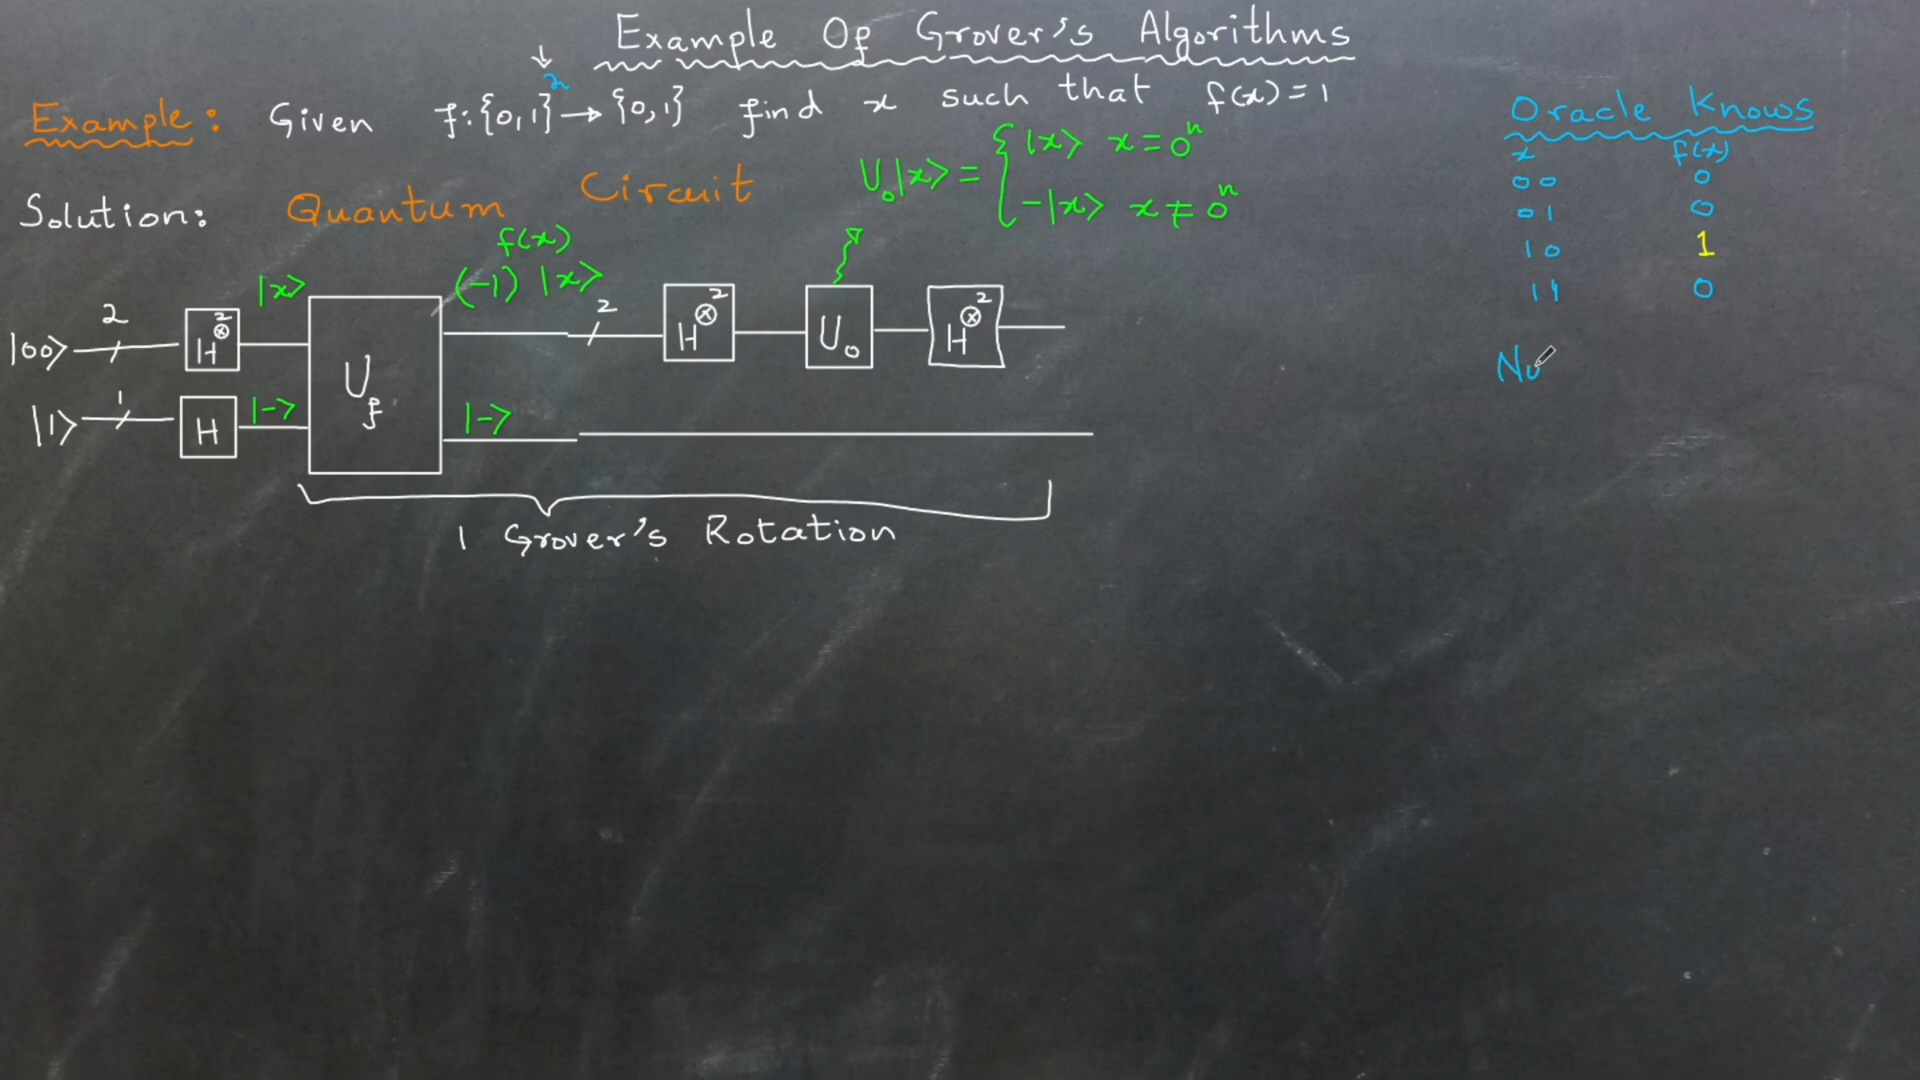 Example Of Grover's Algorithms
Example: Given f:{0,1}² → {0,1} find x such that f(x)=1
Solution: Quantum Circuit
U₀|x> = { |x> x = 0ⁿ
-|x> x ≠ 0ⁿ
Oracle Knows
x f(x)
00 0
01 0
10 1
11 0
Nu
|00> 2 H⊗2 |x> U_f (-1)^f(x) |x> 2 H⊗2 U₀ H⊗2
|1> 1 H |-> |->
1 Grover's Rotation